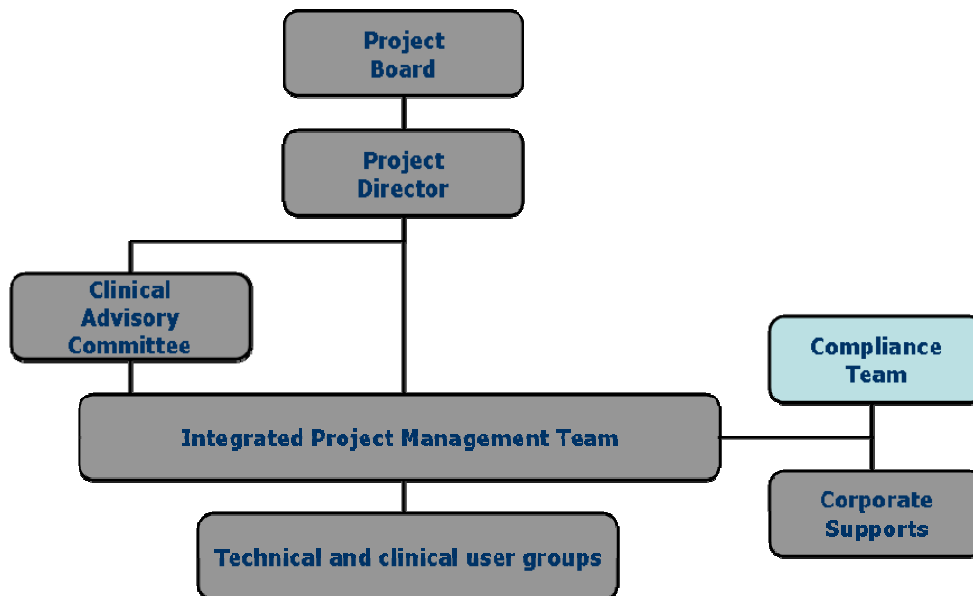 Project
Board
Project
Director
Clinical
Advisory
Committee
Compliance
Team
Integrated Project Management Team
Corporate
Supports
Technical and clinical user groups